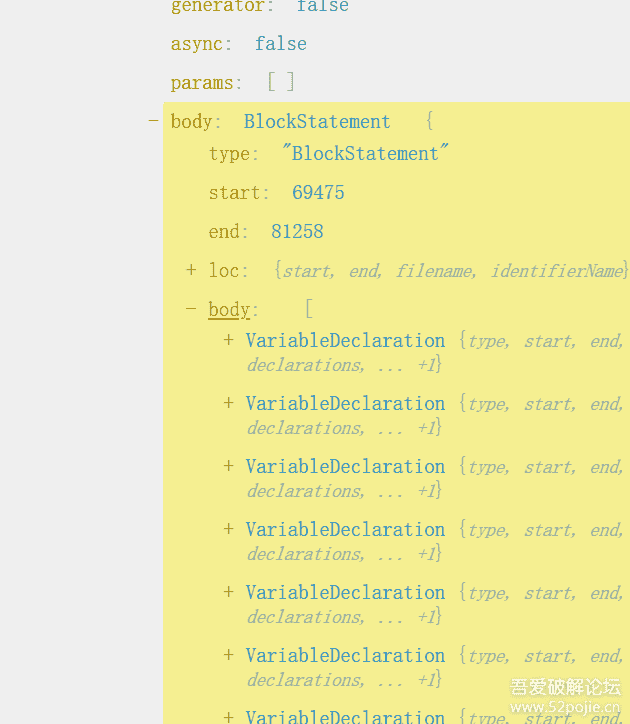 generator: false
async: false
params: [ ]
- body: BlockStatement {
type: "BlockStatement"
start: 69475
end: 81258
+ loc: {start, end, filename, identifierName}
- body: [
+ VariableDeclaration {type, start, end,
declarations, ... +1}
+ VariableDeclaration {type, start, end,
declarations, ... +1}
+ VariableDeclaration {type, start, end,
declarations, ... +1}
+ VariableDeclaration {type, start, end,
declarations, ... +1}
+ VariableDeclaration {type, start, end,
declarations, ... +1}
+ VariableDeclaration {type, start, end,
declarations, ... +1}
+ VariableDeclaration {type, start, end,
吾爱破解论坛
www.52pojie.cn